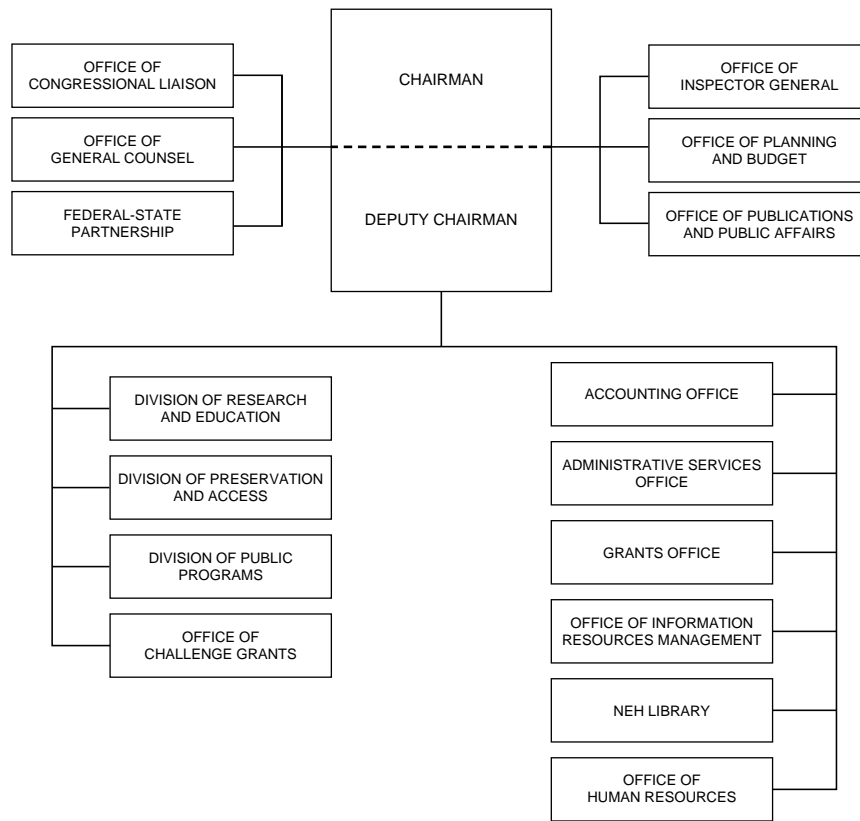 OFFICE OF
CONGRESSIONAL LIAISON
OFFICE OF
GENERAL COUNSEL
FEDERAL-STATE
PARTNERSHIP
CHAIRMAN
DEPUTY CHAIRMAN
OFFICE OF
INSPECTOR GENERAL
OFFICE OF PLANNING
AND BUDGET
OFFICE OF PUBLICATIONS
AND PUBLIC AFFAIRS
DIVISION OF RESEARCH
AND EDUCATION
DIVISION OF PRESERVATION
AND ACCESS
DIVISION OF PUBLIC
PROGRAMS
OFFICE OF
CHALLENGE GRANTS
ACCOUNTING OFFICE
ADMINISTRATIVE SERVICES
OFFICE
GRANTS OFFICE
OFFICE OF INFORMATION
RESOURCES MANAGEMENT
NEH LIBRARY
OFFICE OF
HUMAN RESOURCES